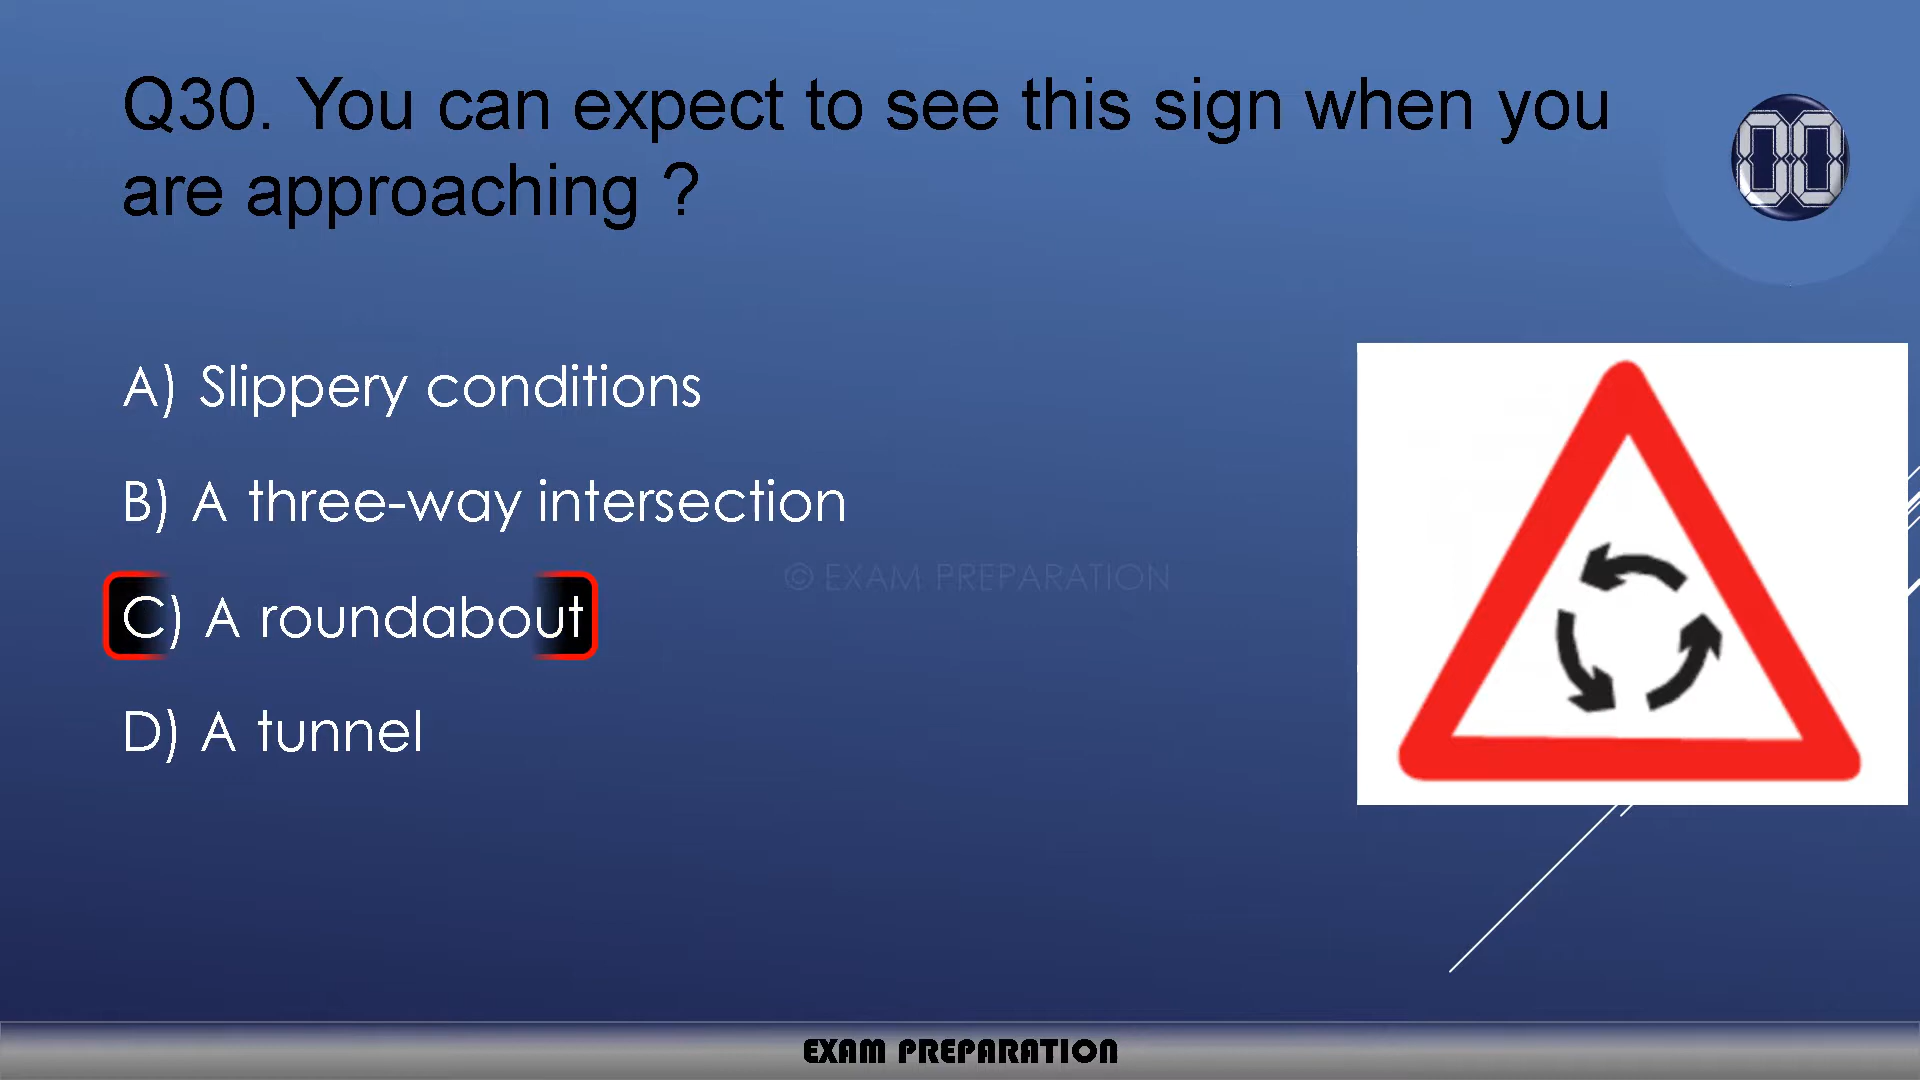 Q30. You can expect to see this sign when you
are approaching ?
00
A) Slippery conditions
B) A three-way intersection
© EXAM PREPARATION
C) A roundabout
D) A tunnel
EXAM PREPARATION